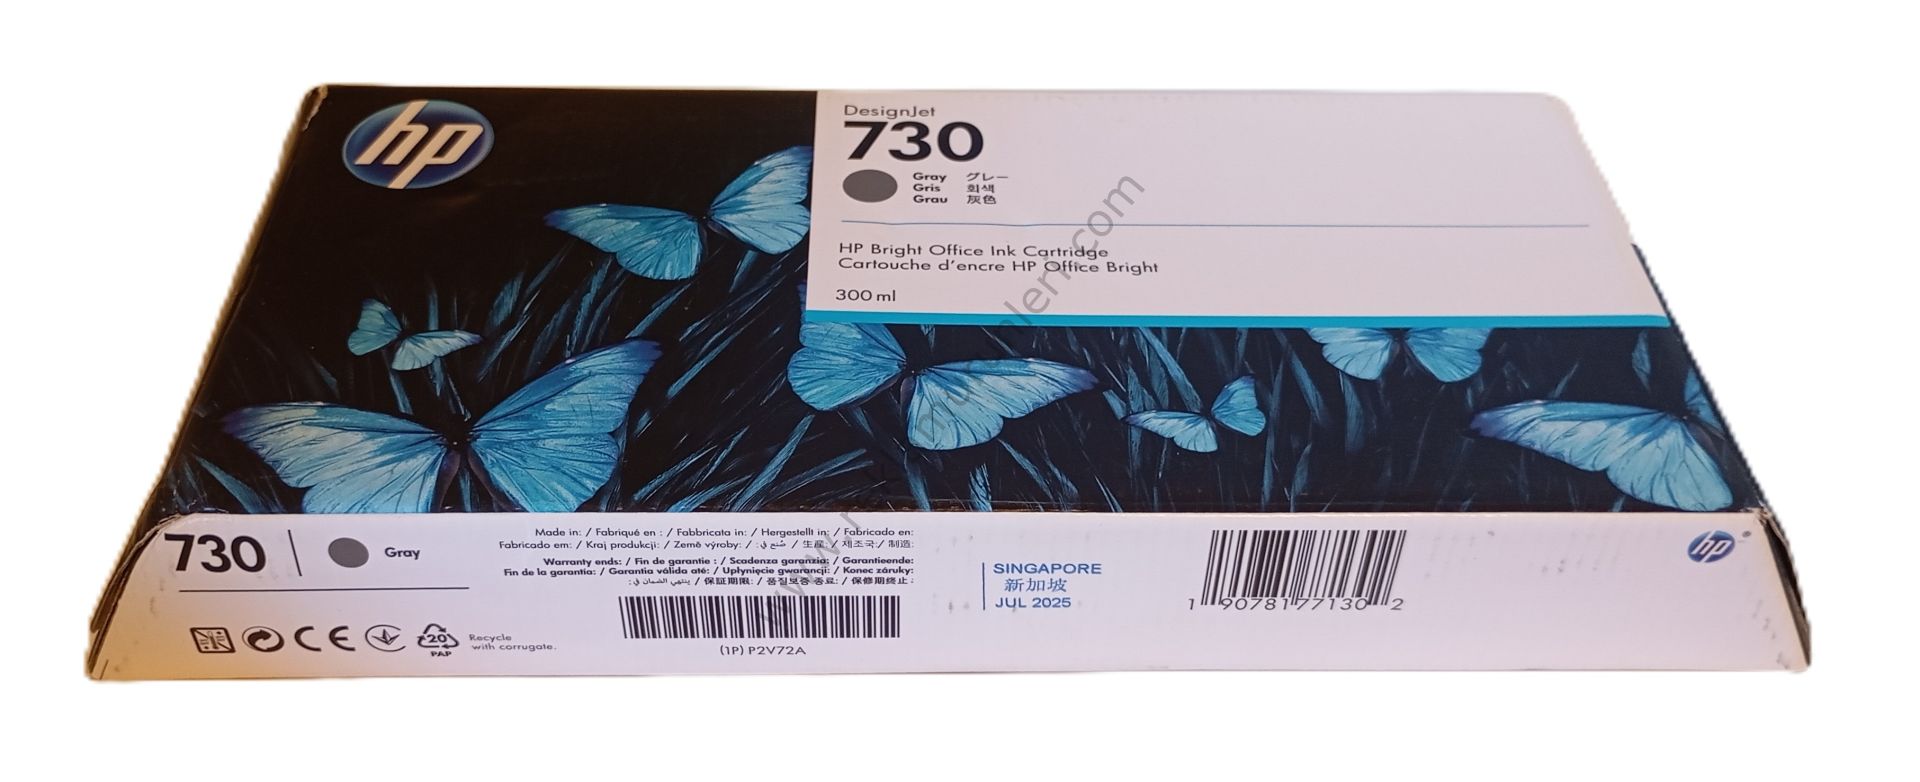 hp
DesignJet
730
Gray グレー
Gris 회색
Grau 灰色
HP Bright Office Ink Cartridge
Cartouche d'encre HP Office Bright
300 ml
730
Gray
Made in: / Fabriqué en : / Fabbricata in: / Hergestellt in: / Fabricado en:
Fabricado em: / Kraj produkcji: / Země výroby: / صُنع في: / 生産: / 제조국: / 制造:
Warranty ends: / Fin de garantie : / Scadenza garanzia: / Garantieende:
Fin de la garantía: / Garantia válida até: / Upłynięcie gwarancji: / Konec záruky:
ينتهي الضمان في: / 保証期限: / 품질보증 종료: / 保修期终止:
SINGAPORE
新加坡
JUL 2025
1 90781 77130 2
hp
CE
20
PAP
Recycle
with corrugate.
(1P) P2V72A